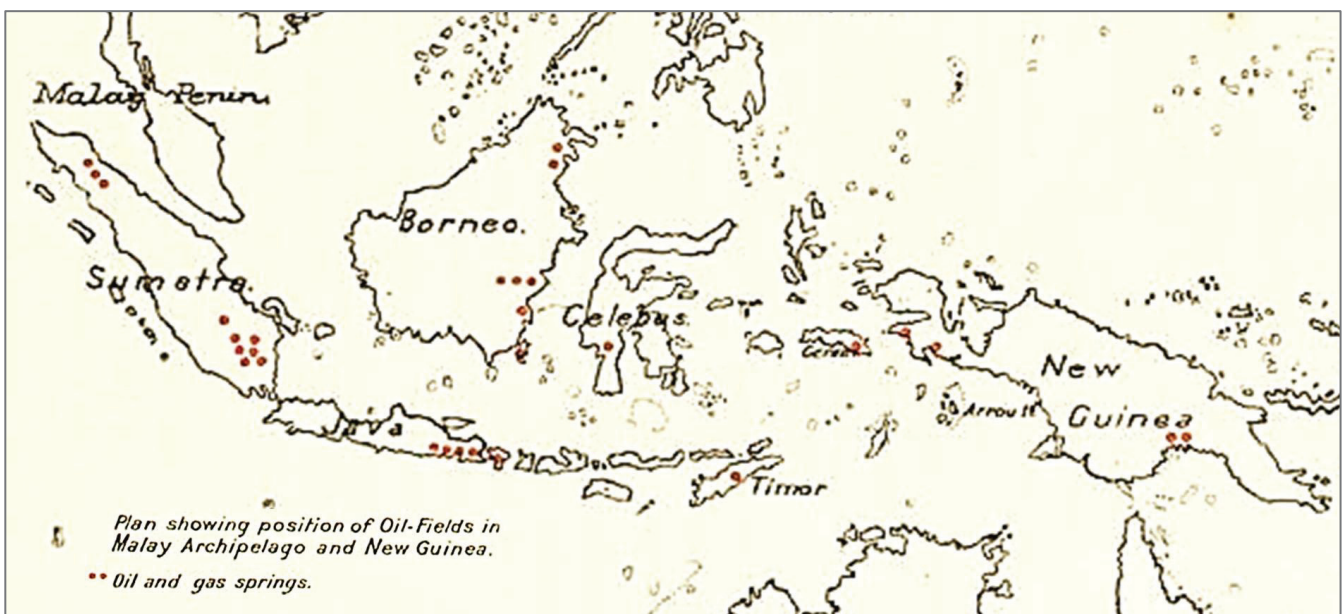 Malay Penin.
Borneo.
Sumatra.
Celebus.
Ceram
New
Guinea
Arrou Is
Java
Timor
Plan showing position of Oil-Fields in
Malay Archipelago and New Guinea.
Oil and gas springs.